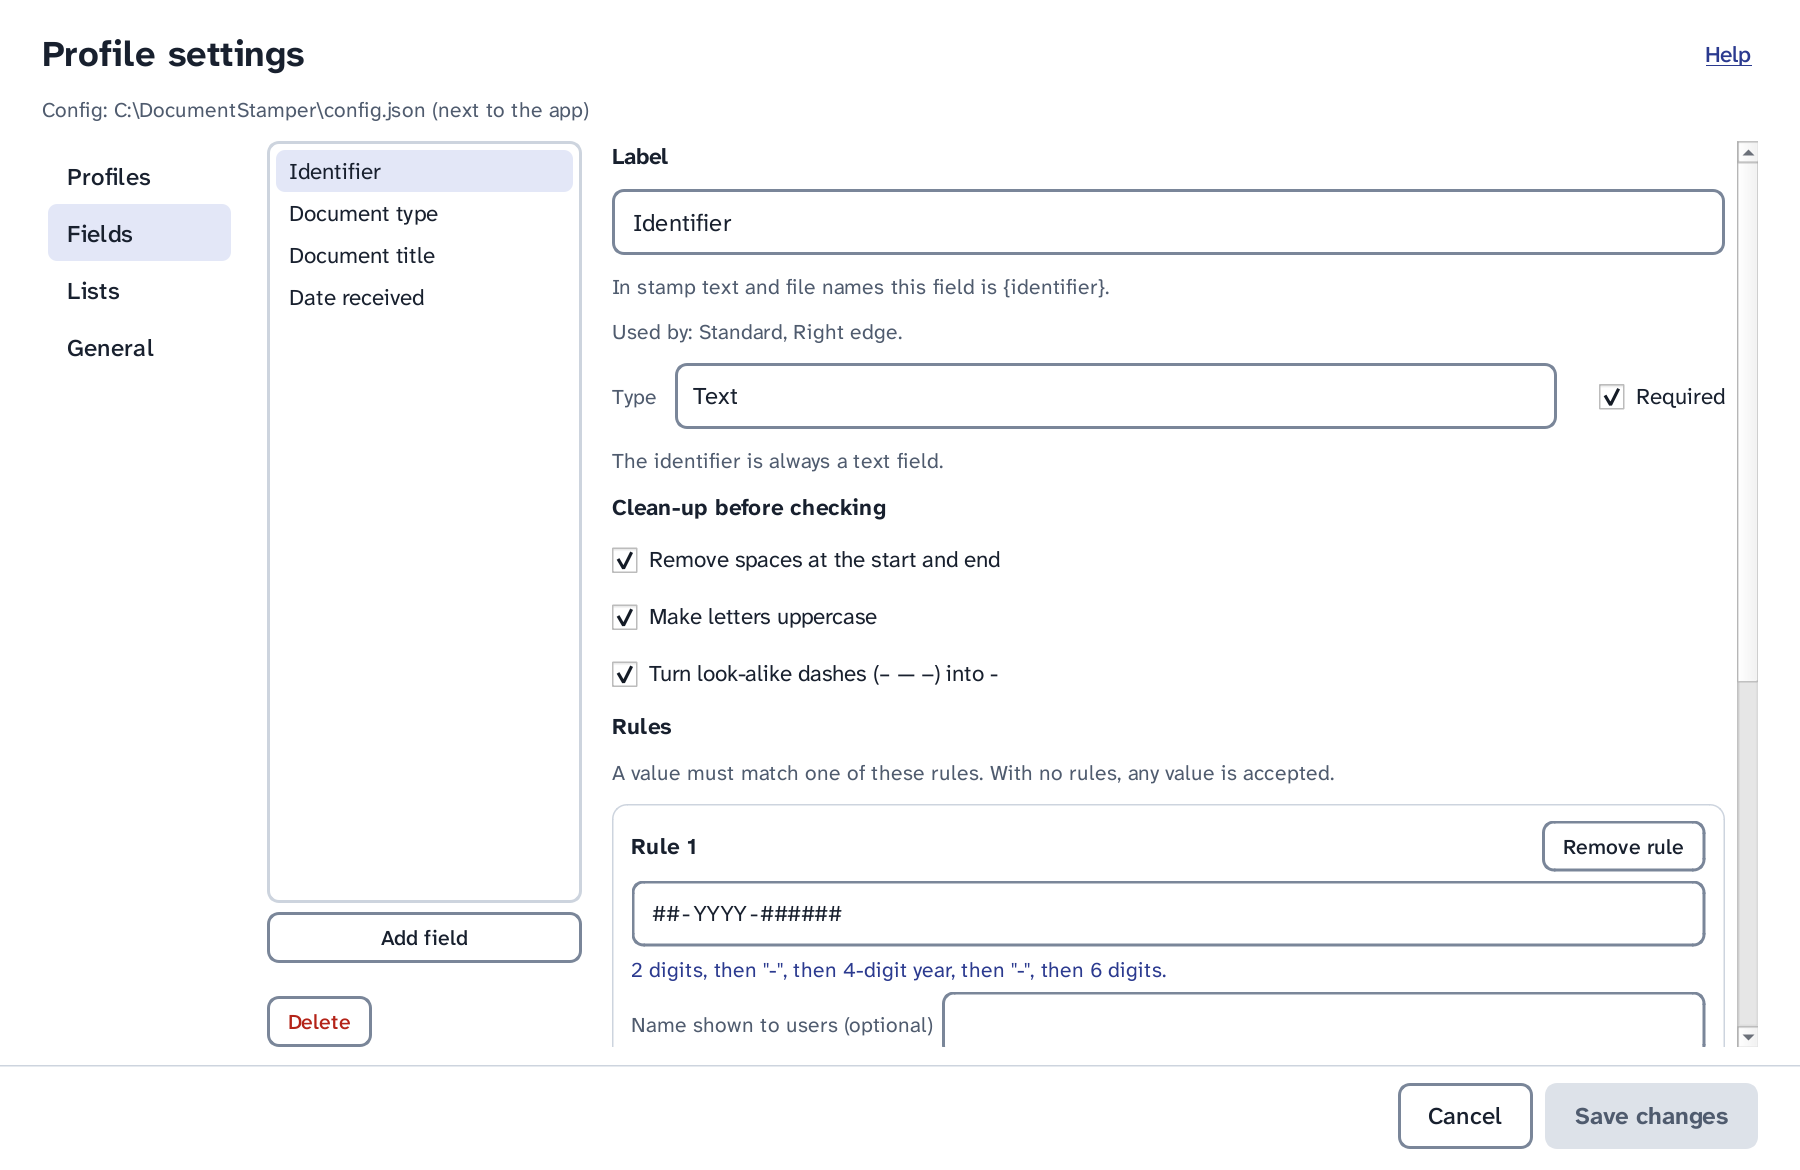 Profile settings
Help
Config: C:\DocumentStamper\config.json (next to the app)
Profiles
Fields
Lists
General
Identifier
Document type
Document title
Date received
Add field
Delete
Label
Identifier
In stamp text and file names this field is {identifier}.
Used by: Standard, Right edge.
Type
Text
Required
The identifier is always a text field.
Clean-up before checking
Remove spaces at the start and end
Make letters uppercase
Turn look-alike dashes (– — −) into -
Rules
A value must match one of these rules. With no rules, any value is accepted.
Rule 1
Remove rule
##-YYYY-######
2 digits, then "-", then 4-digit year, then "-", then 6 digits.
Name shown to users (optional)
Cancel
Save changes